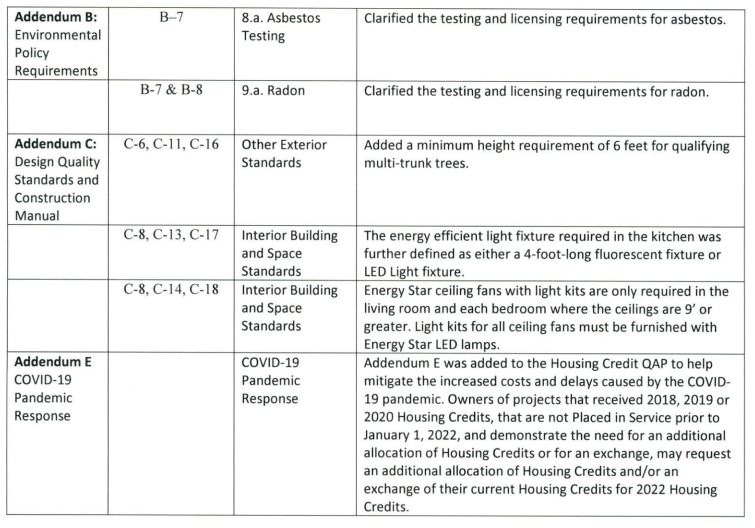 Addendum B: B–7 8.a. Asbestos Clarified the testing and licensing requirements for asbestos.
Environmental Testing
Policy
Requirements
B-7 & B-8 9.a. Radon Clarified the testing and licensing requirements for radon.
Addendum C: C-6, C-11, C-16 Other Exterior Added a minimum height requirement of 6 feet for qualifying
Design Quality Standards multi-trunk trees.
Standards and
Construction
Manual
C-8, C-13, C-17 Interior Building The energy efficient light fixture required in the kitchen was
and Space further defined as either a 4-foot-long fluorescent fixture or
Standards LED Light fixture.
C-8, C-14, C-18 Interior Building Energy Star ceiling fans with light kits are only required in the
and Space living room and each bedroom where the ceilings are 9’ or
Standards greater. Light kits for all ceiling fans must be furnished with
Energy Star LED lamps.
Addendum E COVID-19 Addendum E was added to the Housing Credit QAP to help
COVID-19 Pandemic mitigate the increased costs and delays caused by the COVID-
Pandemic Response 19 pandemic. Owners of projects that received 2018, 2019 or
Response 2020 Housing Credits, that are not Placed in Service prior to
January 1, 2022, and demonstrate the need for an additional
allocation of Housing Credits or for an exchange, may request
an additional allocation of Housing Credits and/or an
exchange of their current Housing Credits for 2022 Housing
Credits.